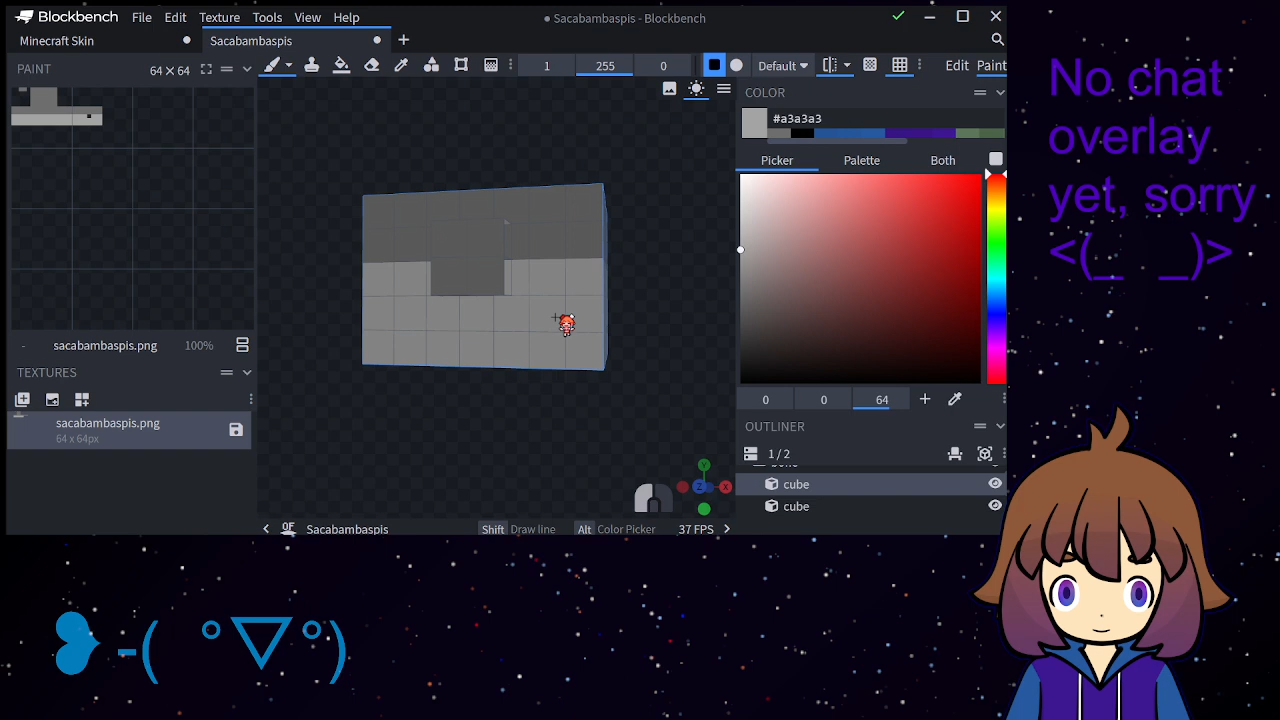 Blockbench File Edit Texture Tools View Help
● Sacabambaspis - Blockbench
Minecraft Skin
Sacabambaspis
PAINT 64 × 64
1 255 0
Default
Edit Paint
COLOR
#a3a3a3
Picker Palette Both
0 0 64
- sacabambaspis.png 100%
TEXTURES
sacabambaspis.png
64 x 64px
OUTLINER
1 / 2
cube
cube
Y
X
Z
Sacabambaspis Shift Draw line Alt Color Picker 37 FPS
No chat
overlay
yet, sorry
<(_ _)>
❥-( °▽°)